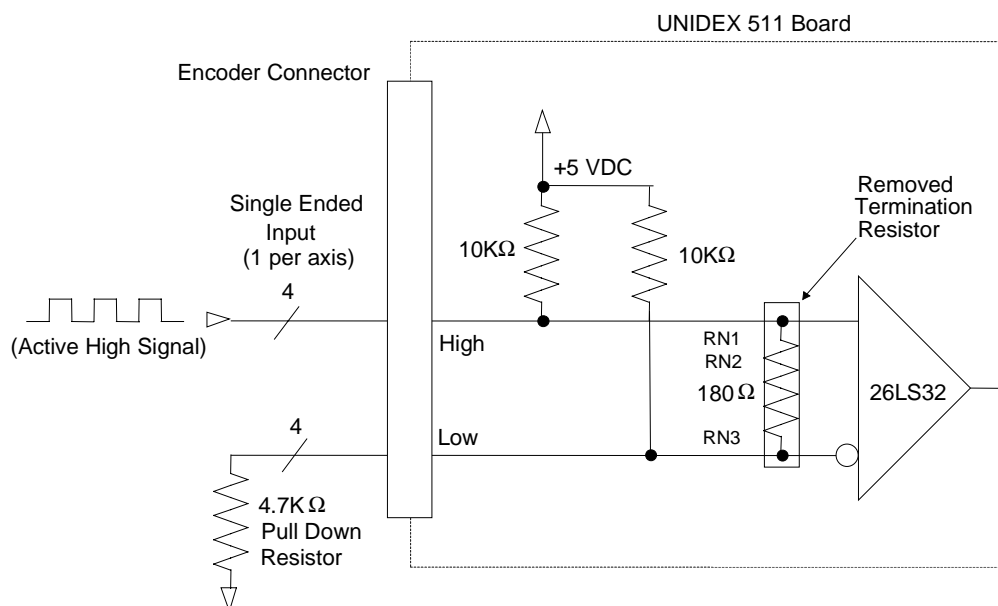 UNIDEX 511 Board
Encoder Connector
+5 VDC
Removed
Termination
Resistor
Single Ended
Input
(1 per axis)
10KΩ
10KΩ
4
(Active High Signal)
High
RN1
RN2
180Ω
26LS32
4
Low
RN3
4.7KΩ
Pull Down
Resistor